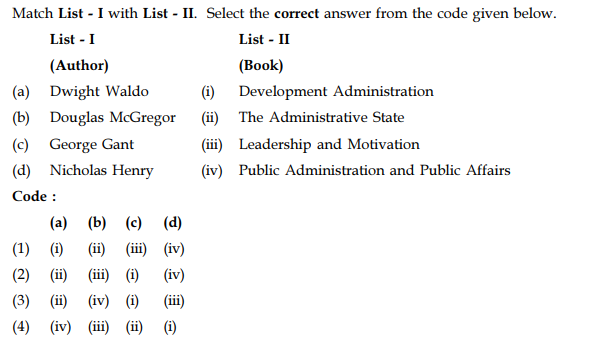 Match List - I with List - II. Select the correct answer from the code given below.
List - I List - II
(Author) (Book)
(a) Dwight Waldo (i) Development Administration
(b) Douglas McGregor (ii) The Administrative State
(c) George Gant (iii) Leadership and Motivation
(d) Nicholas Henry (iv) Public Administration and Public Affairs
Code :
(a) (b) (c) (d)
(1) (i) (ii) (iii) (iv)
(2) (ii) (iii) (i) (iv)
(3) (ii) (iv) (i) (iii)
(4) (iv) (iii) (ii) (i)